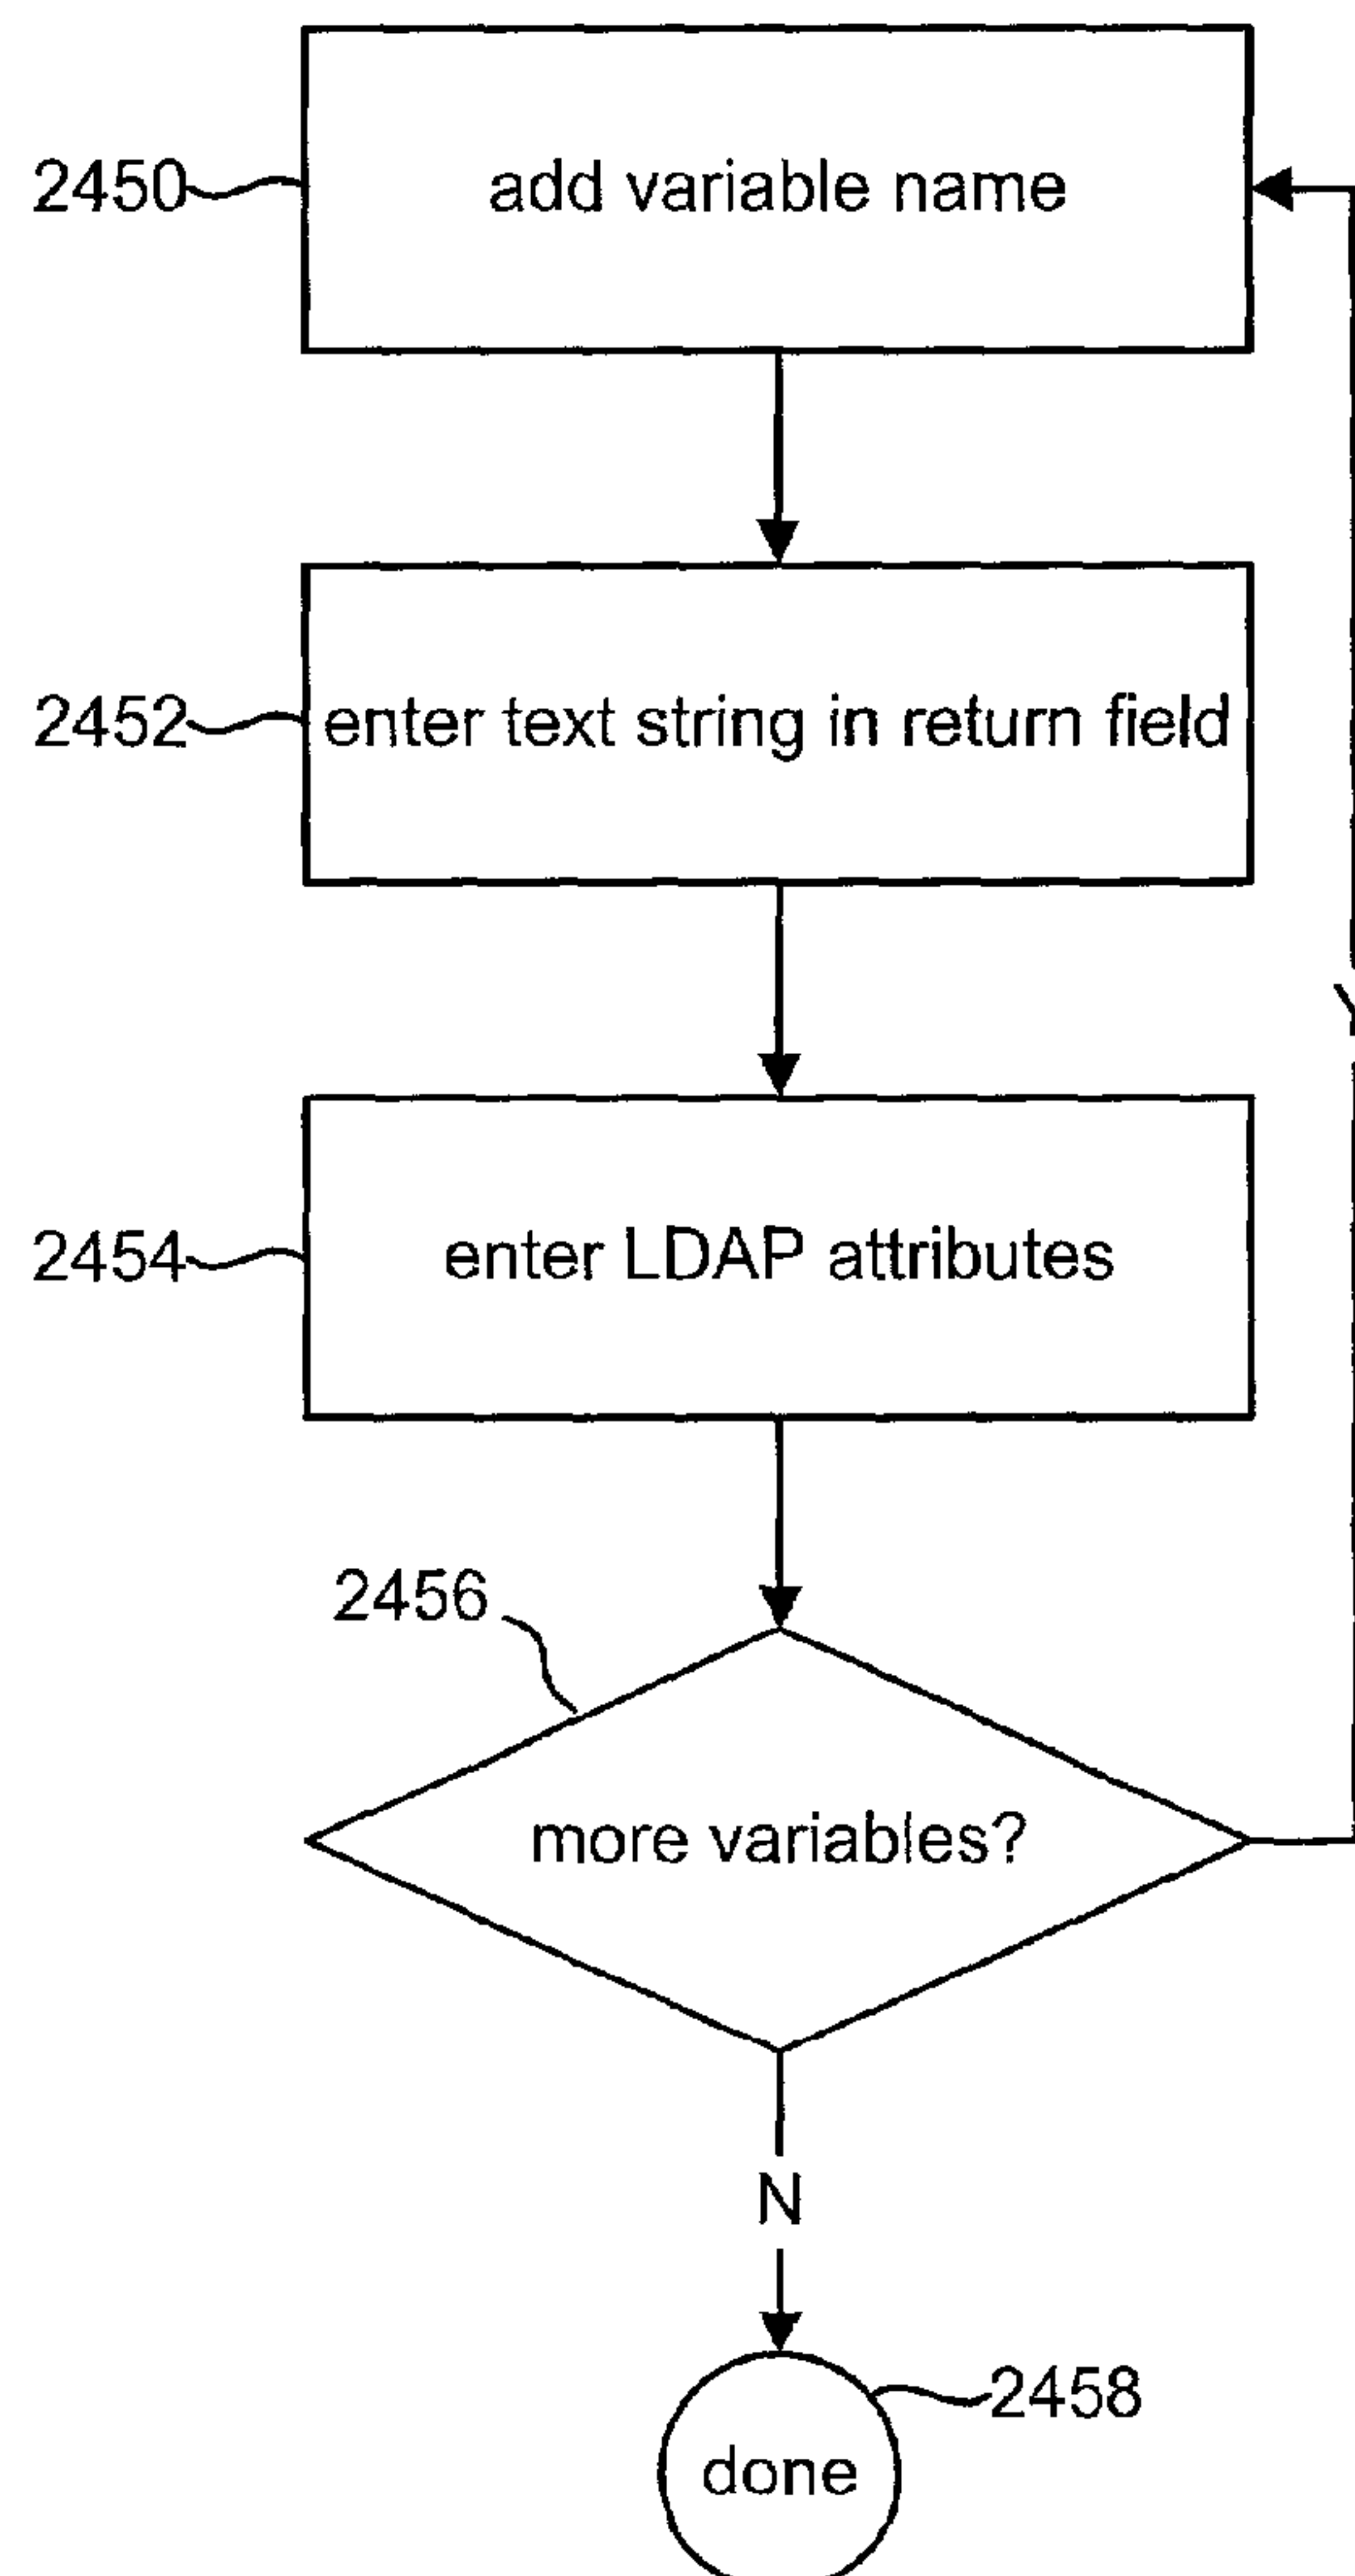 2450
add variable name
2452
enter text string in return field
2454
enter LDAP attributes
2456
more variables?
Y
N
2458
done